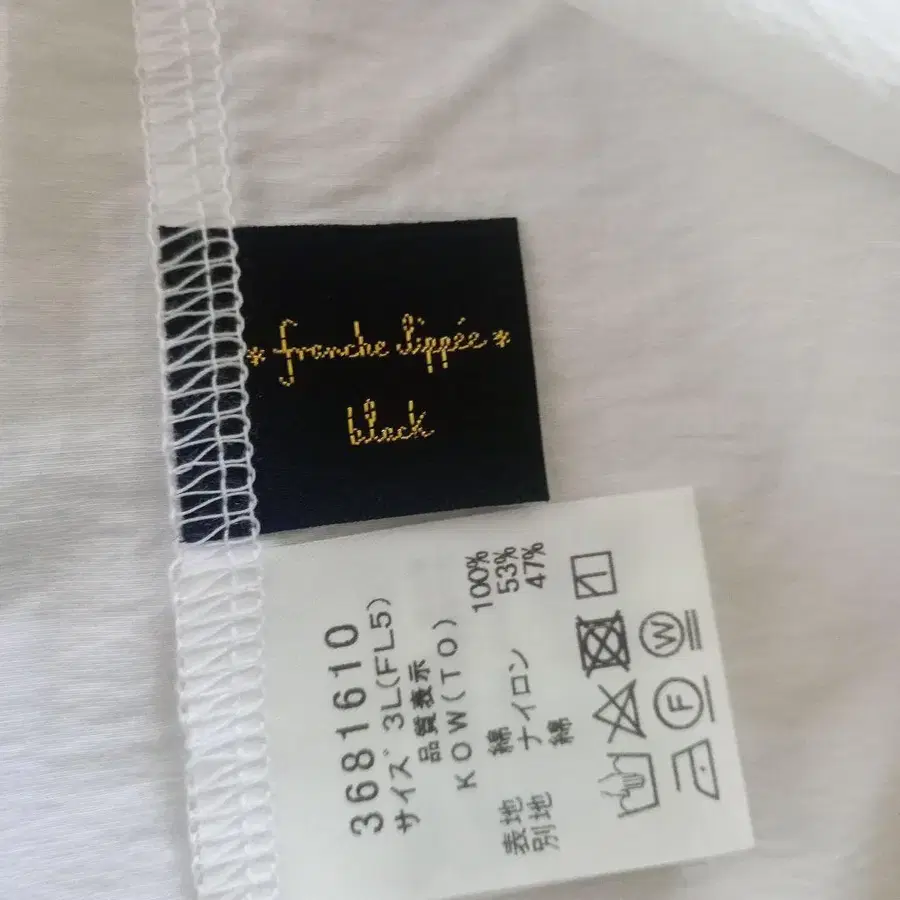 * franche lippée *
black
3681610
サイズ 3L(FL5)
品質表示
KOW(TO)
表地 綿 100%
別地 ナイロン 53%
綿 47%
W
F